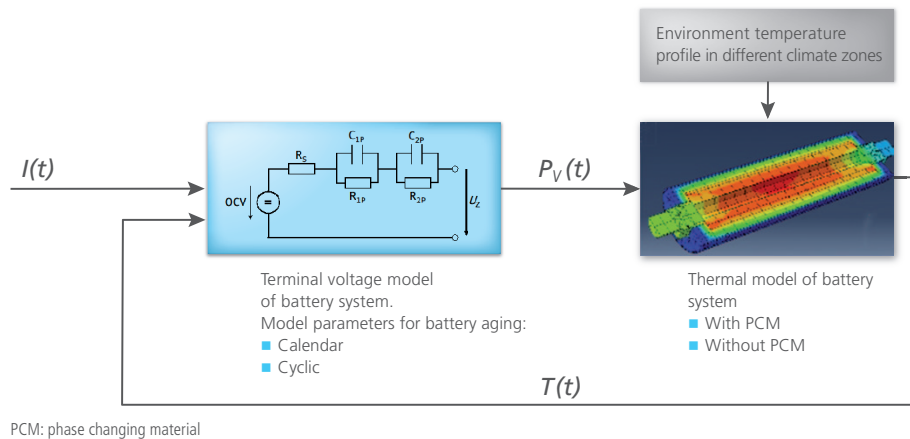 Environment temperature
profile in different climate zones
I(t)
C1P
C2P
RS
R1P
R2P
OCV
=
UZ
PV(t)
Terminal voltage model
of battery system.
Model parameters for battery aging:
■ Calendar
■ Cyclic
Thermal model of battery
system
■ With PCM
■ Without PCM
T(t)
PCM: phase changing material